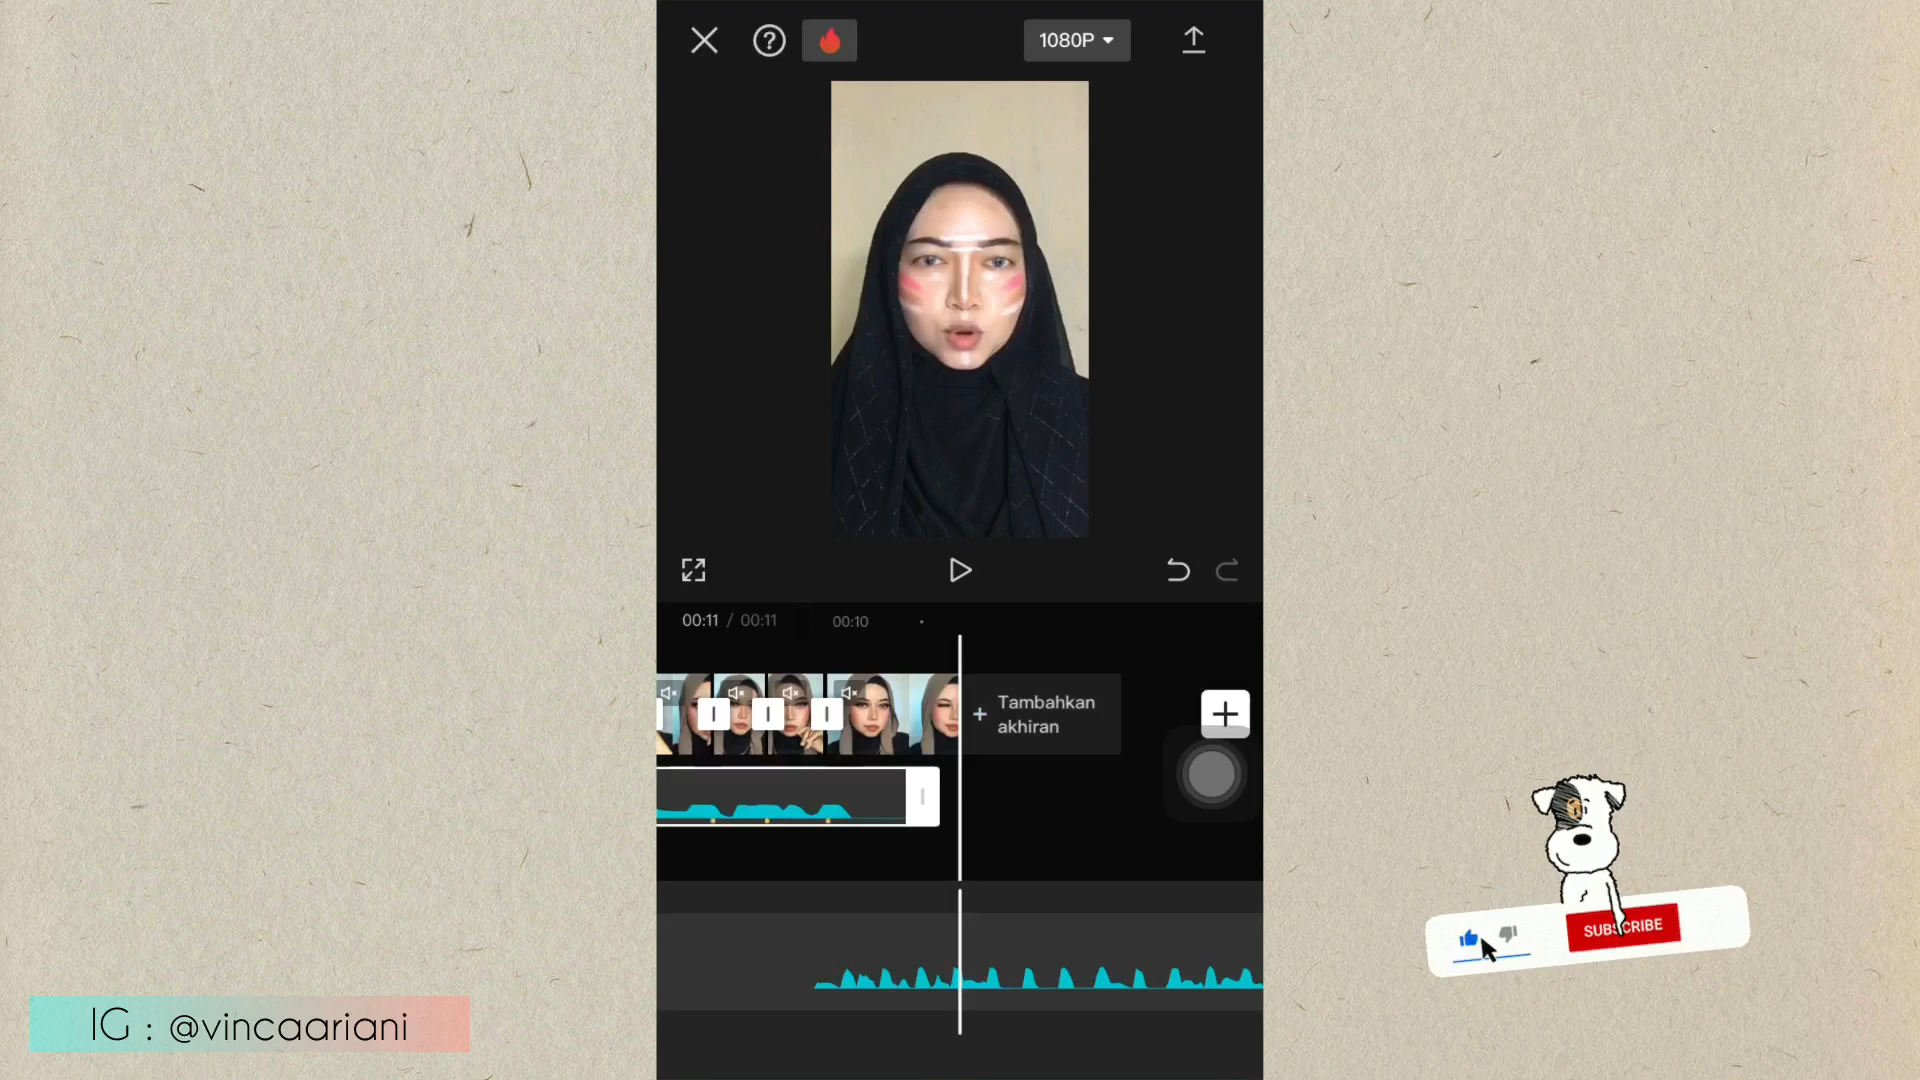 1080P
00:11 / 00:11
00:10
Tambahkan
akhiran
SUBSCRIBE
IG : @vincaariani